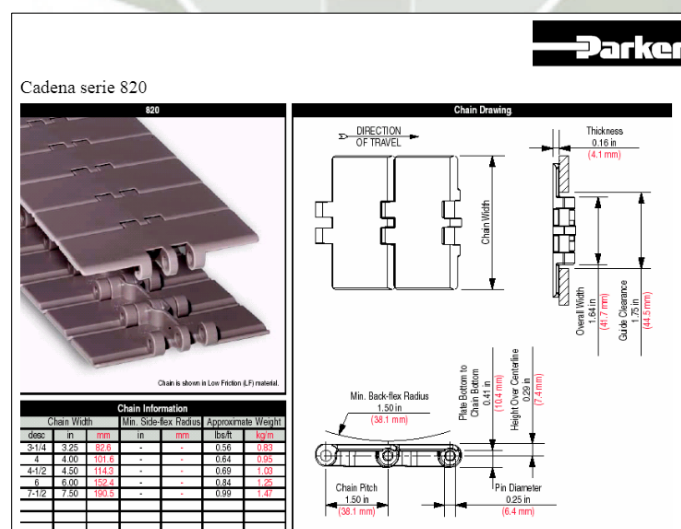 Parker
Cadena serie 820
820
Chain is shown in Low Friction (LF) material.
Chain Information
Chain Width Min. Side-flex Radius Approximate Weight
desc in mm in mm lbs/ft kg/m
3-1/4 3.25 82.6 - - 0.56 0.83
4 4.00 101.6 - - 0.64 0.95
4-1/2 4.50 114.3 - - 0.69 1.03
6 6.00 152.4 - - 0.84 1.25
7-1/2 7.50 190.5 - - 0.99 1.47
Chain Drawing
DIRECTION
OF TRAVEL
Chain Width
Thickness
0.16 in
(4.1 mm)
Overall Width
1.64 in
(41.7 mm)
Guide Clearance
1.75 in
(44.5 mm)
Min. Back-flex Radius
1.50 in
(38.1 mm)
Plate Bottom to
Chain Bottom
0.41 in
(10.4 mm)
Height Over Centerline
0.29 in
(7.4 mm)
Chain Pitch
1.50 in
(38.1 mm)
Pin Diameter
0.25 in
(6.4 mm)